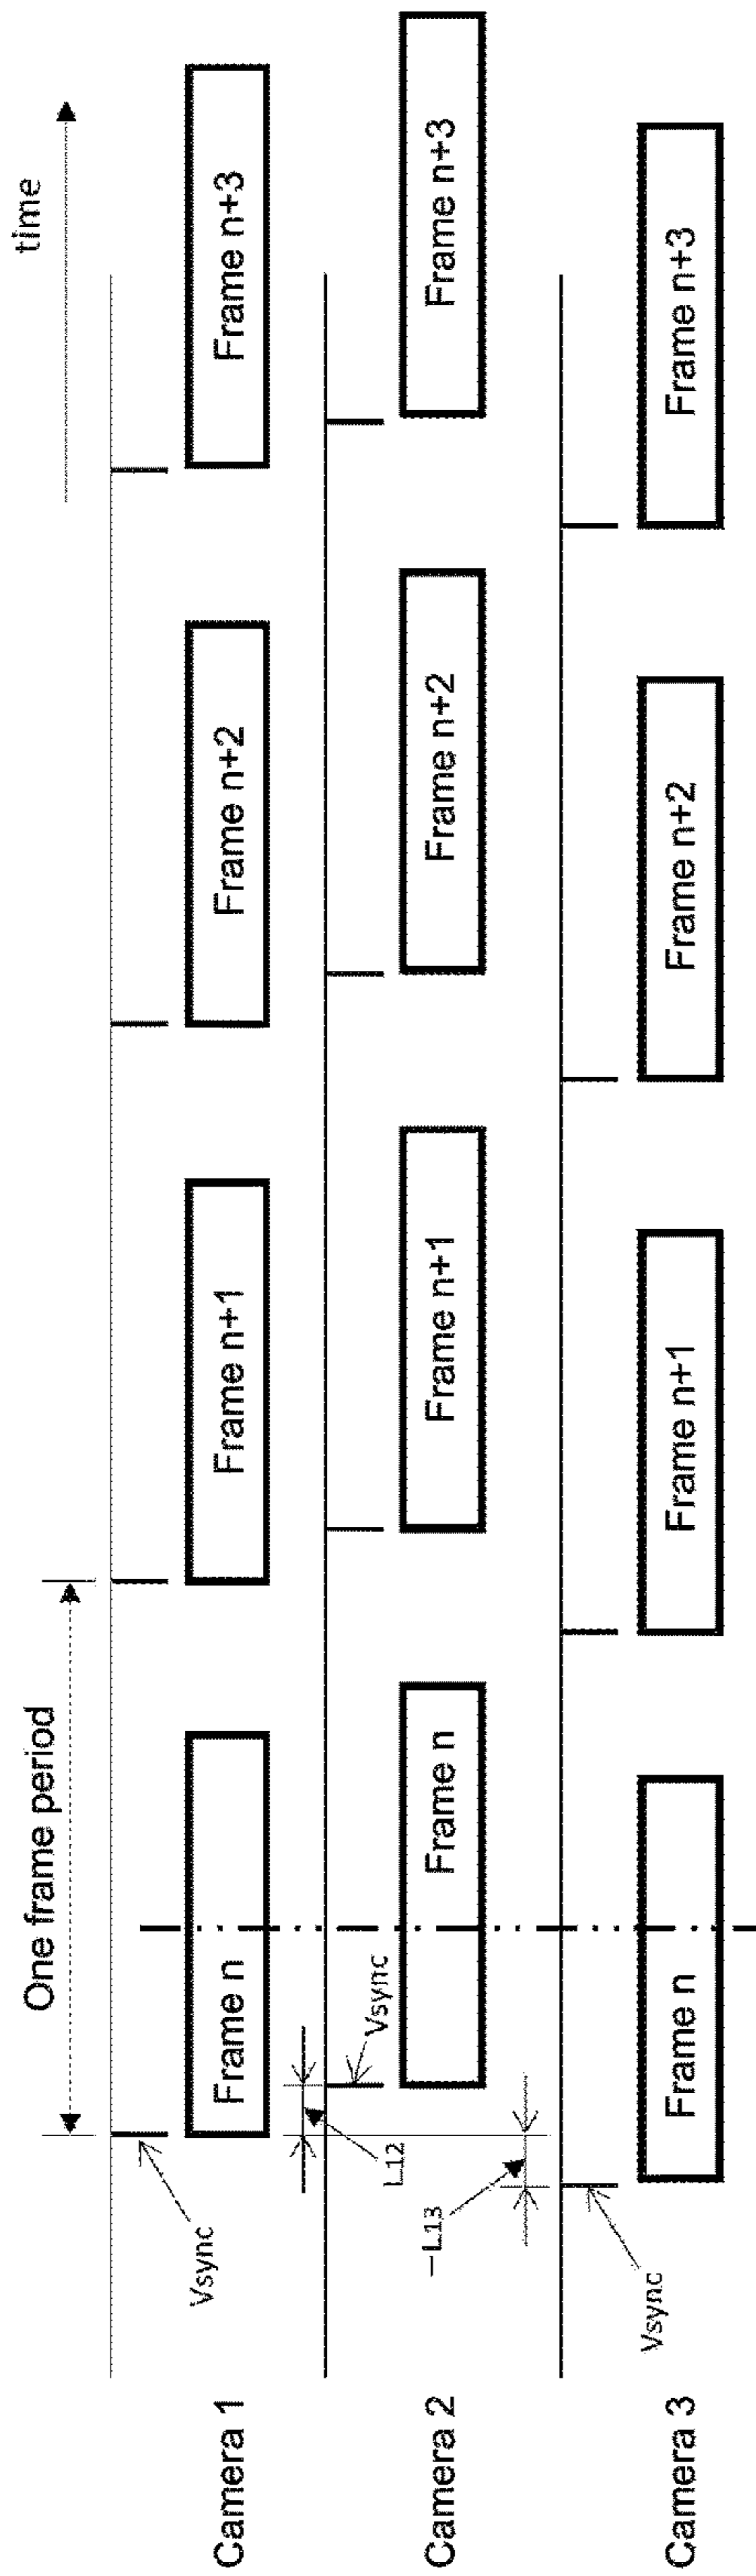 time
One frame period
Vsync
Camera 1
Frame n
Frame n+1
Frame n+2
Frame n+3
L12
Vsync
Camera 2
Frame n
Frame n+1
Frame n+2
Frame n+3
−L13
Vsync
Camera 3
Frame n
Frame n+1
Frame n+2
Frame n+3